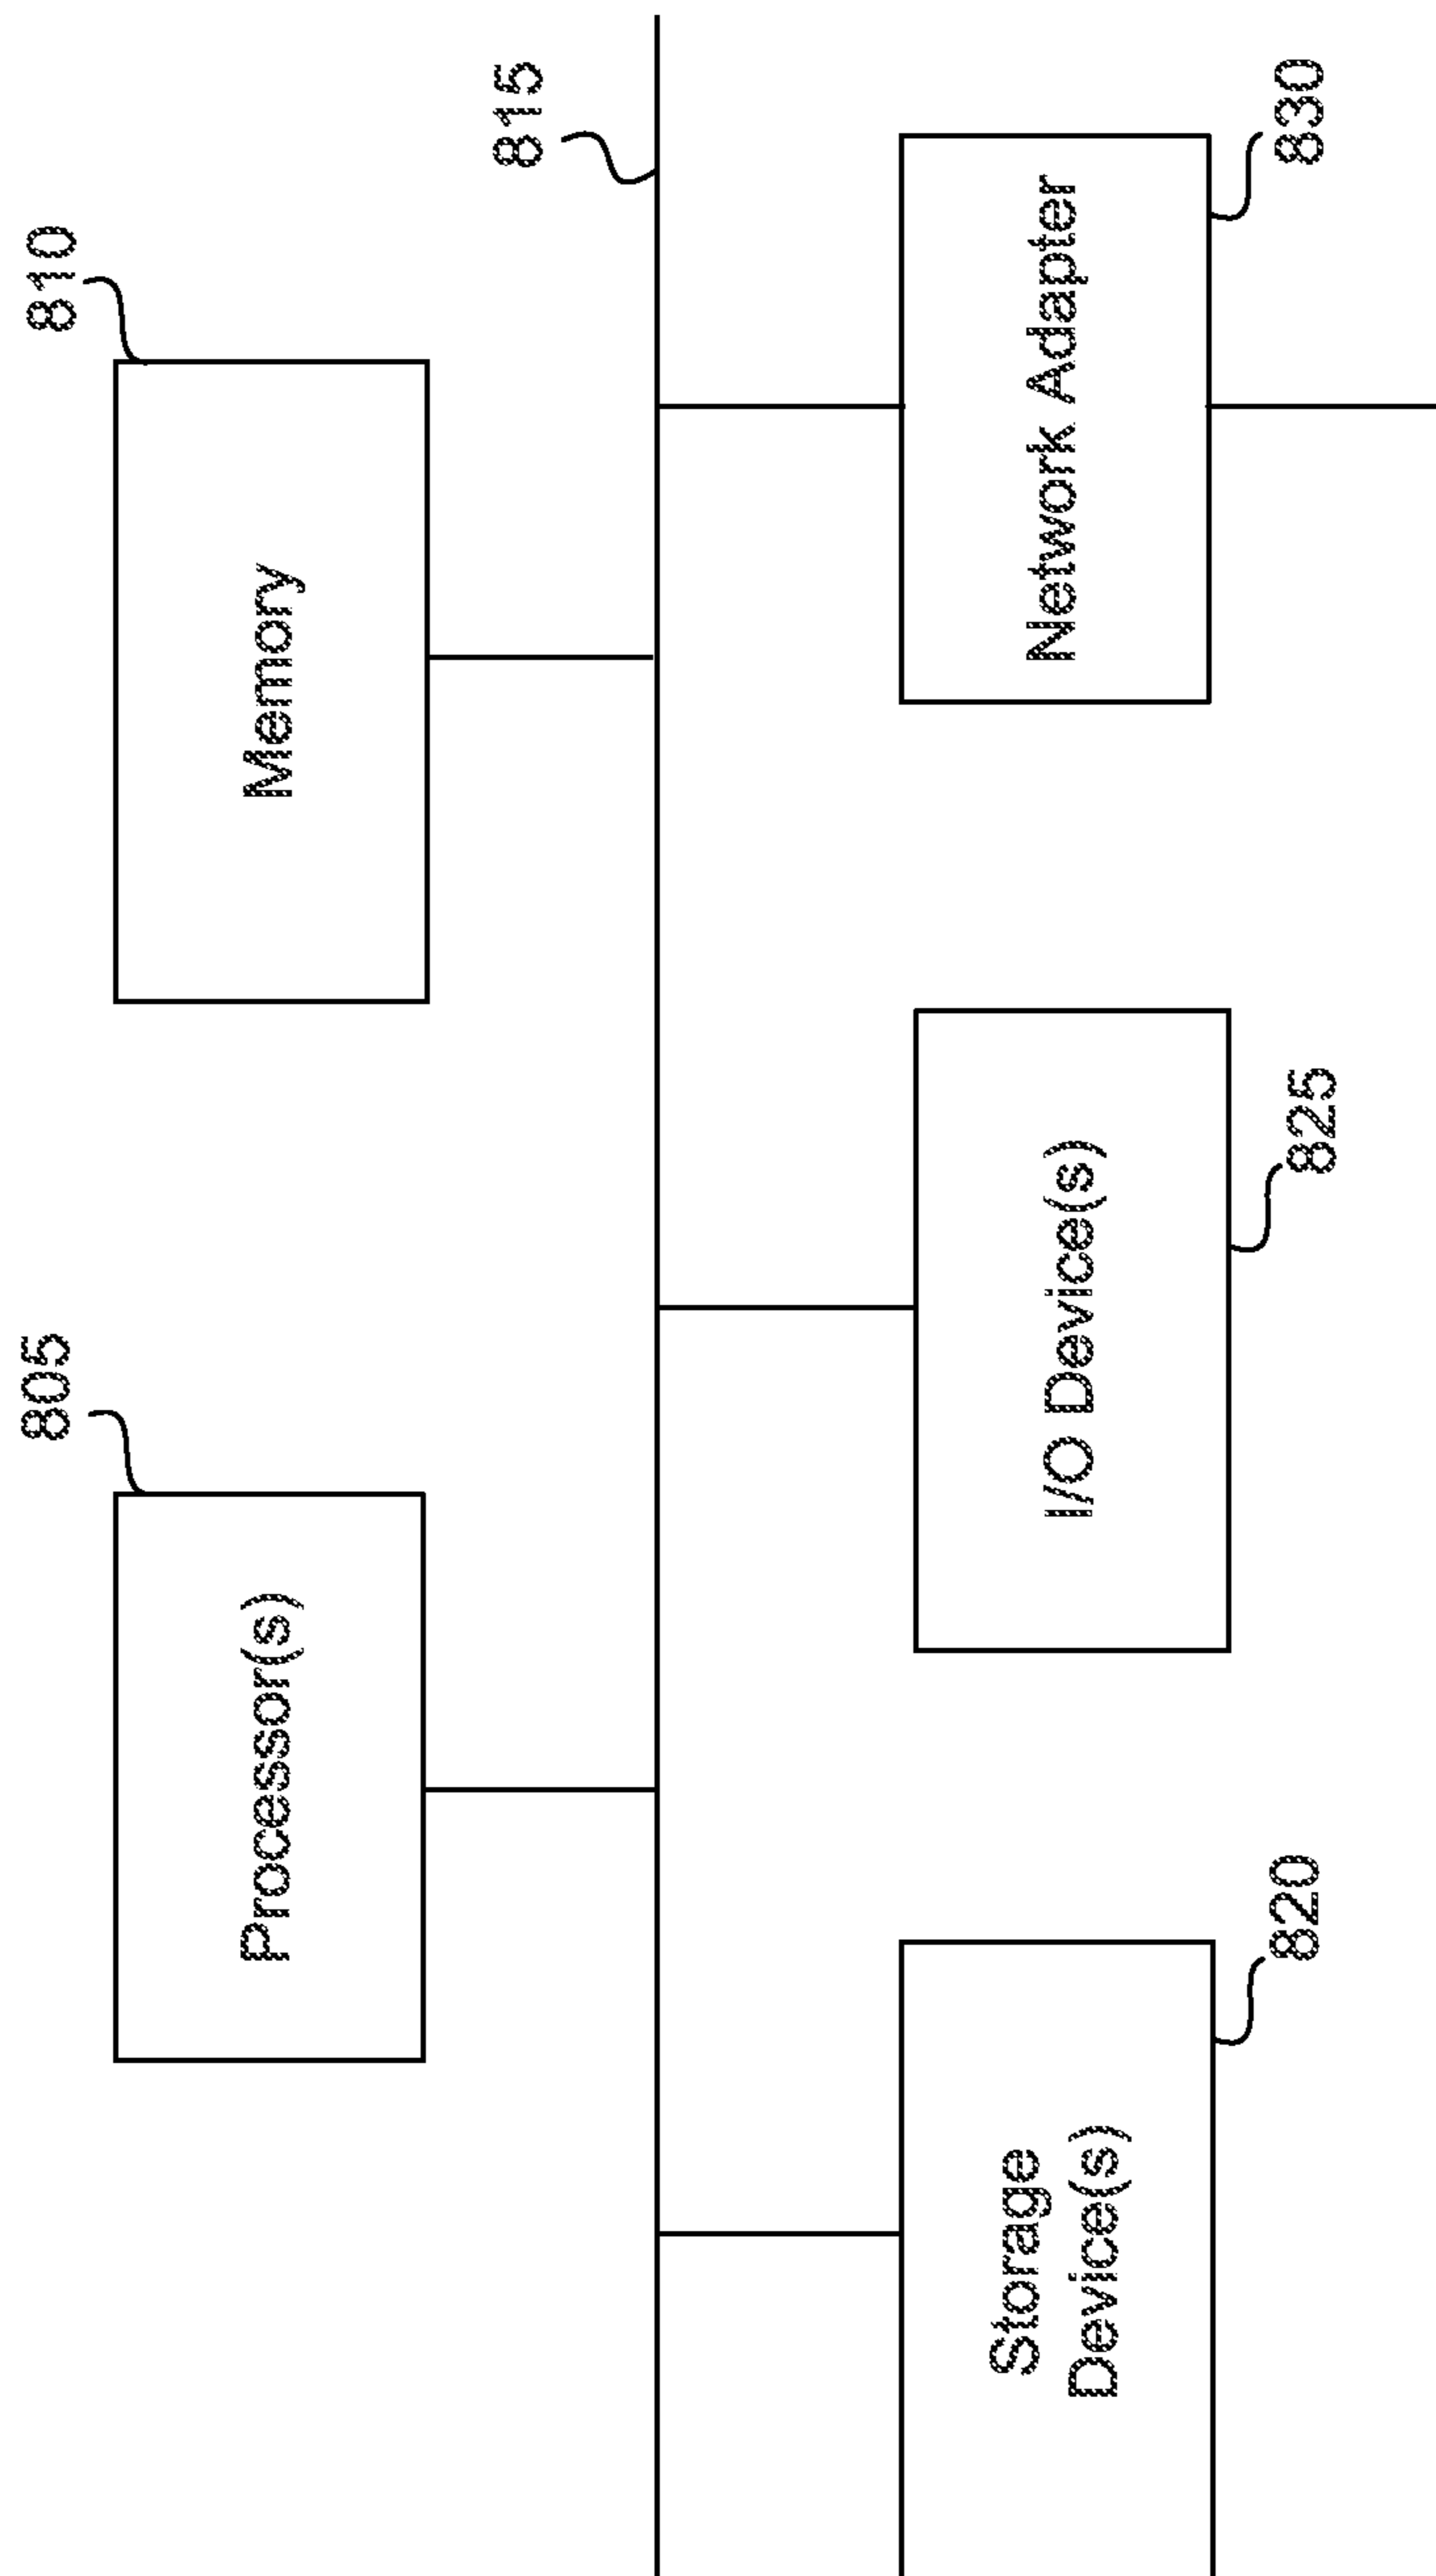 805
810
Processor(s)
Memory
815
Storage
Device(s)
I/O Device(s)
Network Adapter
820
825
830